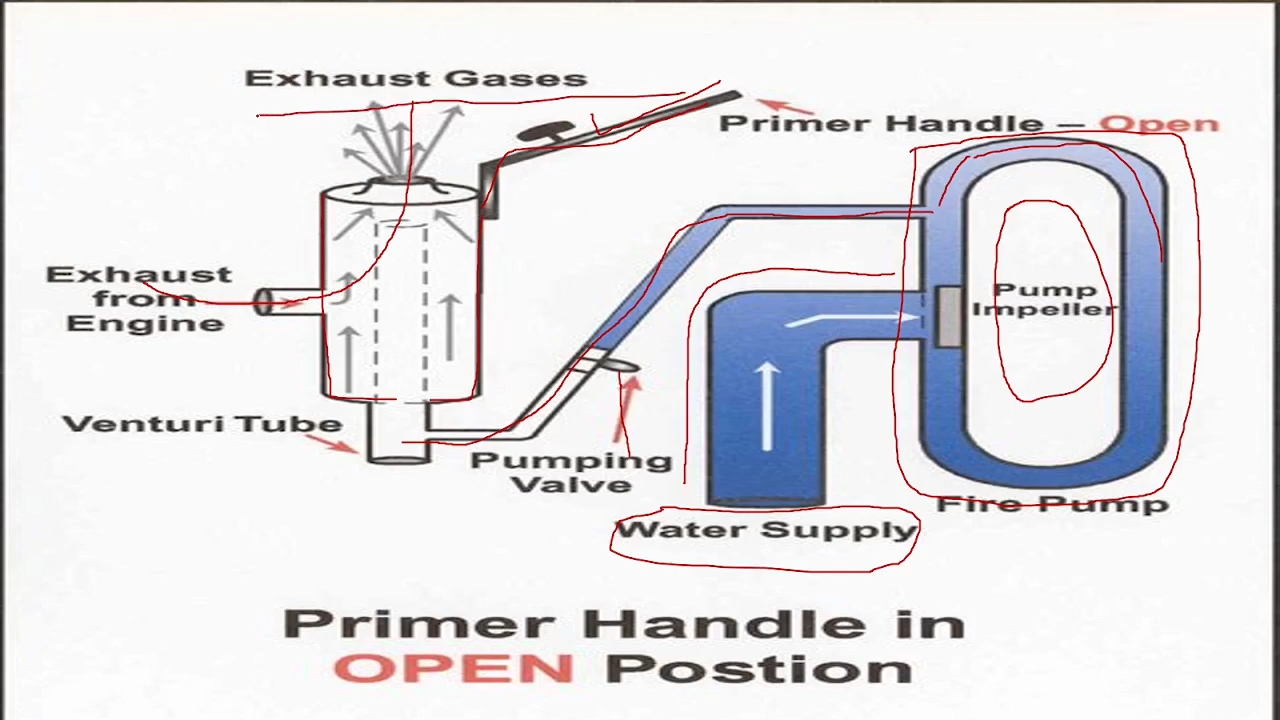 Exhaust Gases
Primer Handle – Open
Exhaust
from
Engine
Pump
Impeller
Venturi Tube
Pumping
Valve
Fire Pump
Water Supply
Primer Handle in
OPEN Postion